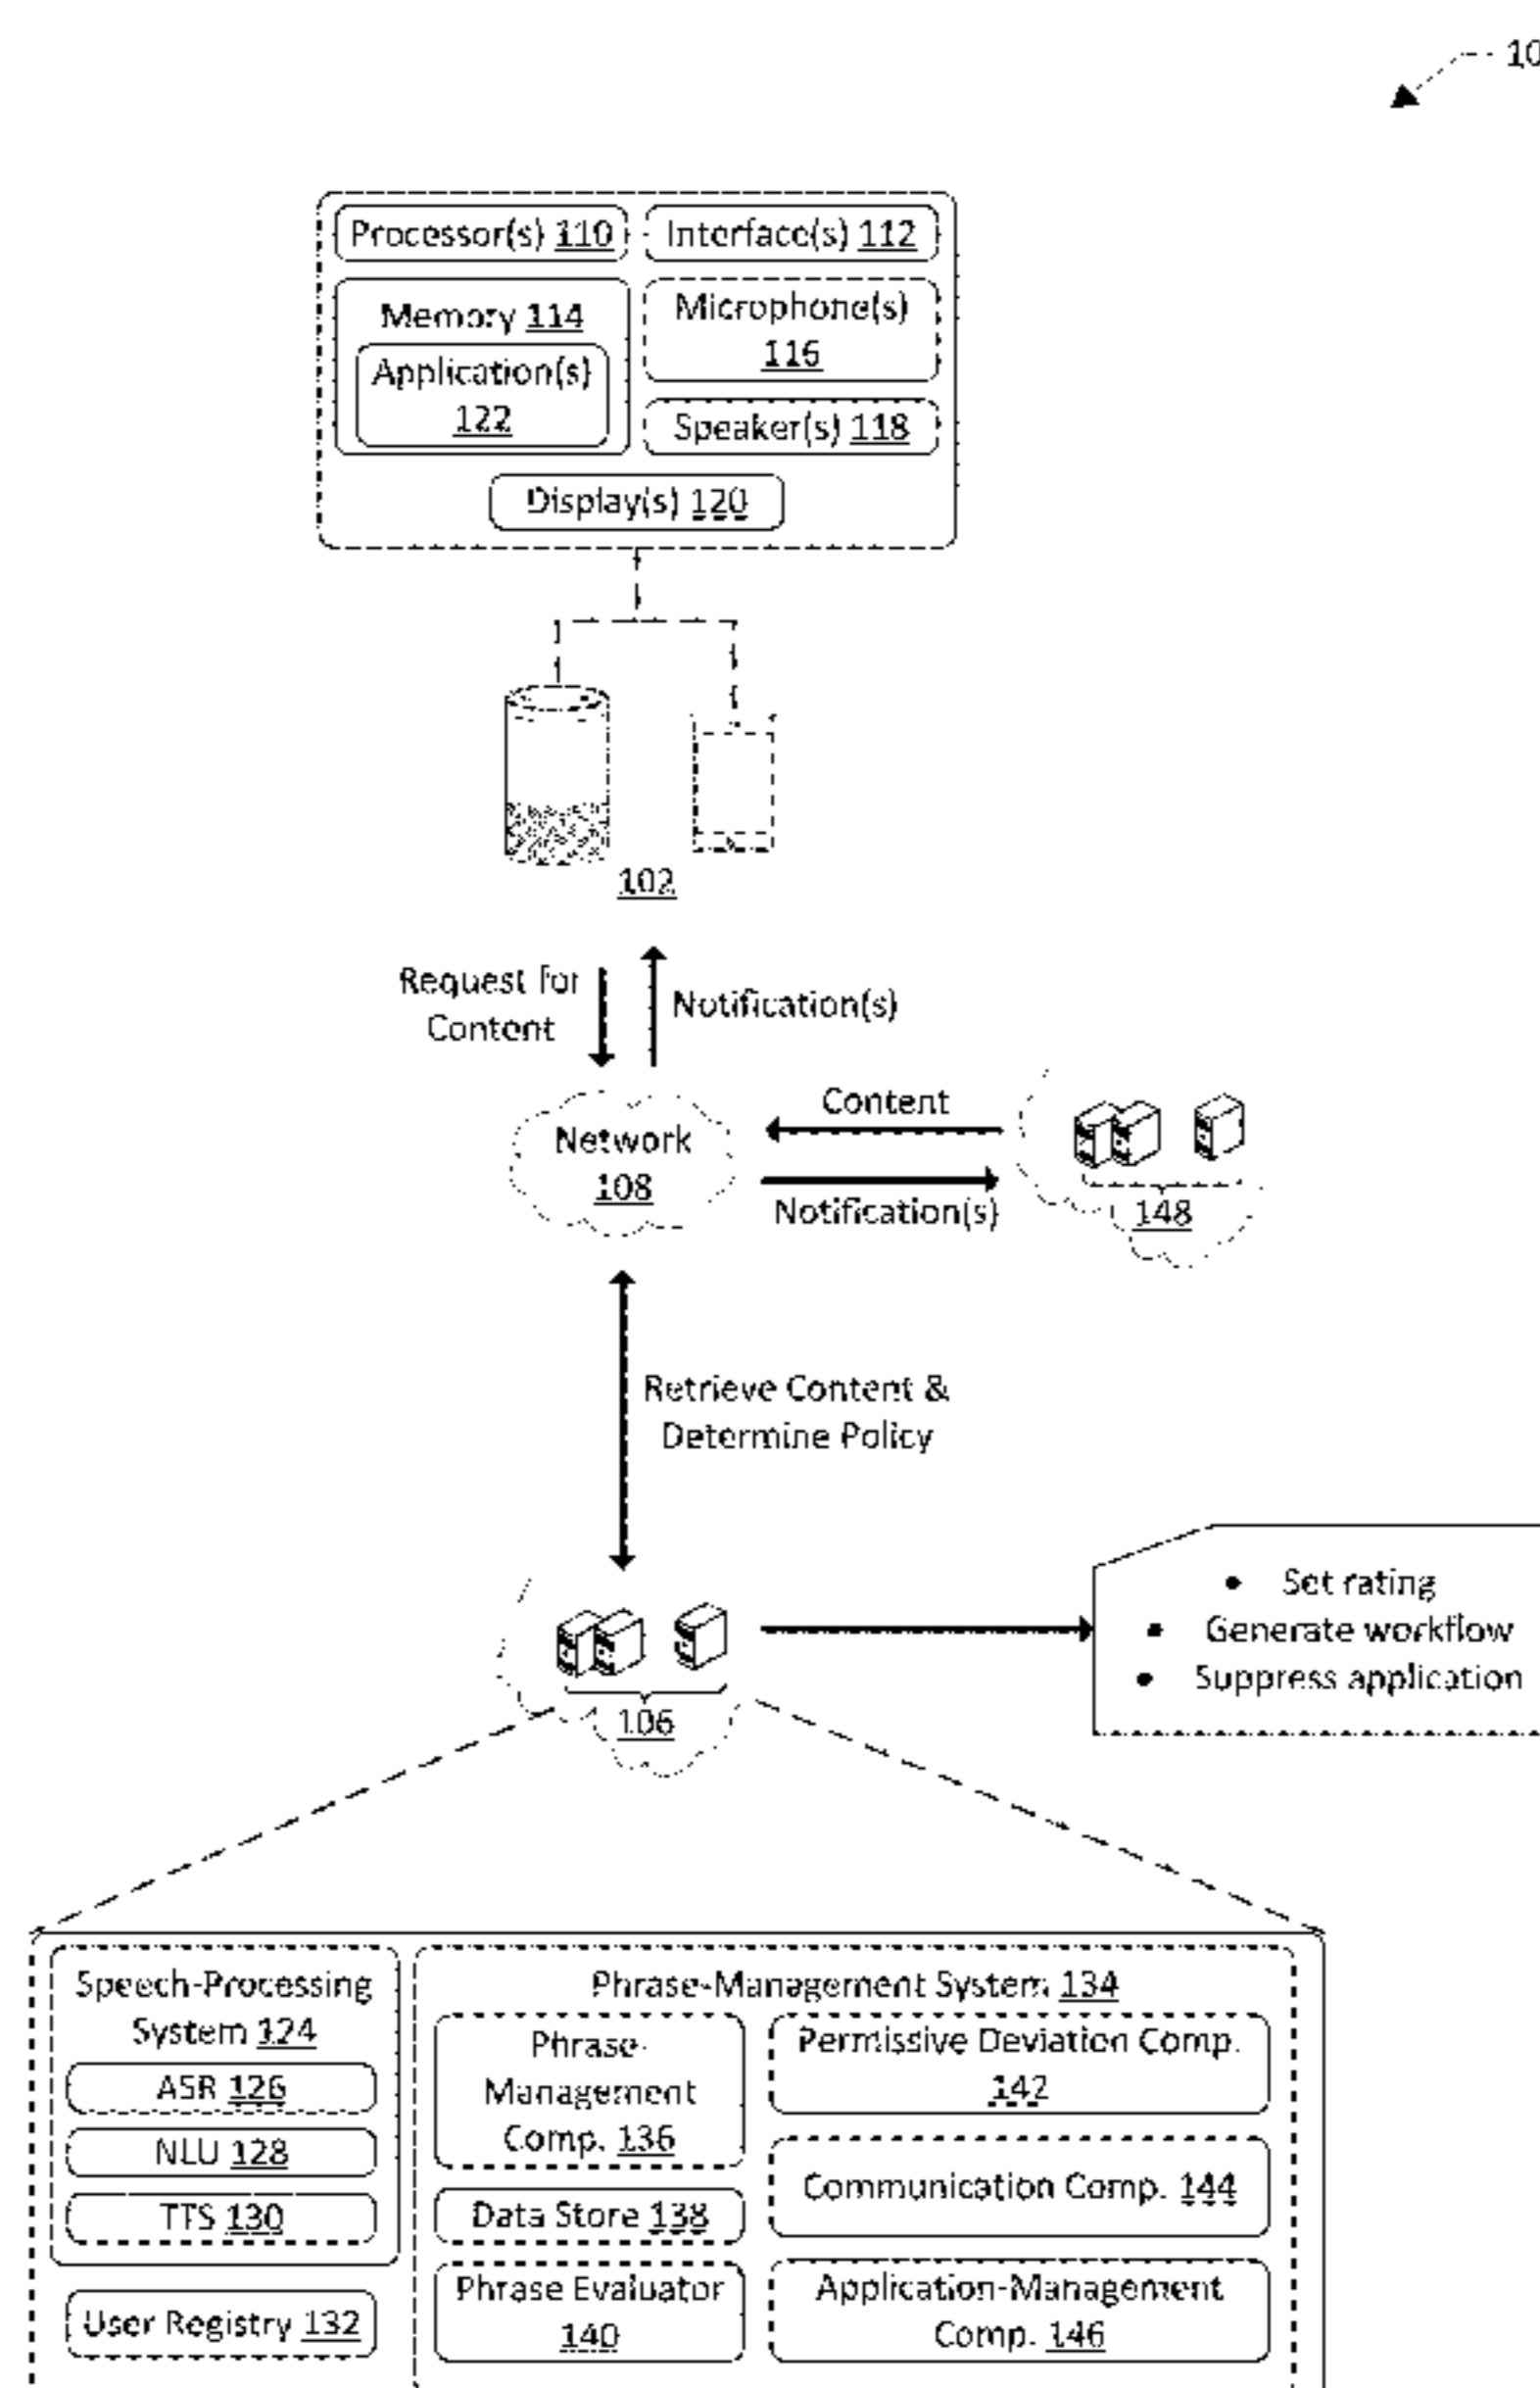 10
Processor(s) 110
Interface(s) 112
Memory 114
Application(s)
122
Microphone(s)
116
Speaker(s) 118
Display(s) 120
102
Request for
Content
Notification(s)
Content
Network
108
Notification(s)
148
Retrieve Content &
Determine Policy
• Set rating
• Generate workflow
• Suppress application
106
Speech-Processing
System 124
ASR 126
NLU 128
TTS 130
User Registry 132
Phrase-Management System 134
Phrase-
Management
Comp. 136
Data Store 138
Phrase Evaluator
140
Permissive Deviation Comp.
142
Communication Comp. 144
Application-Management
Comp. 146